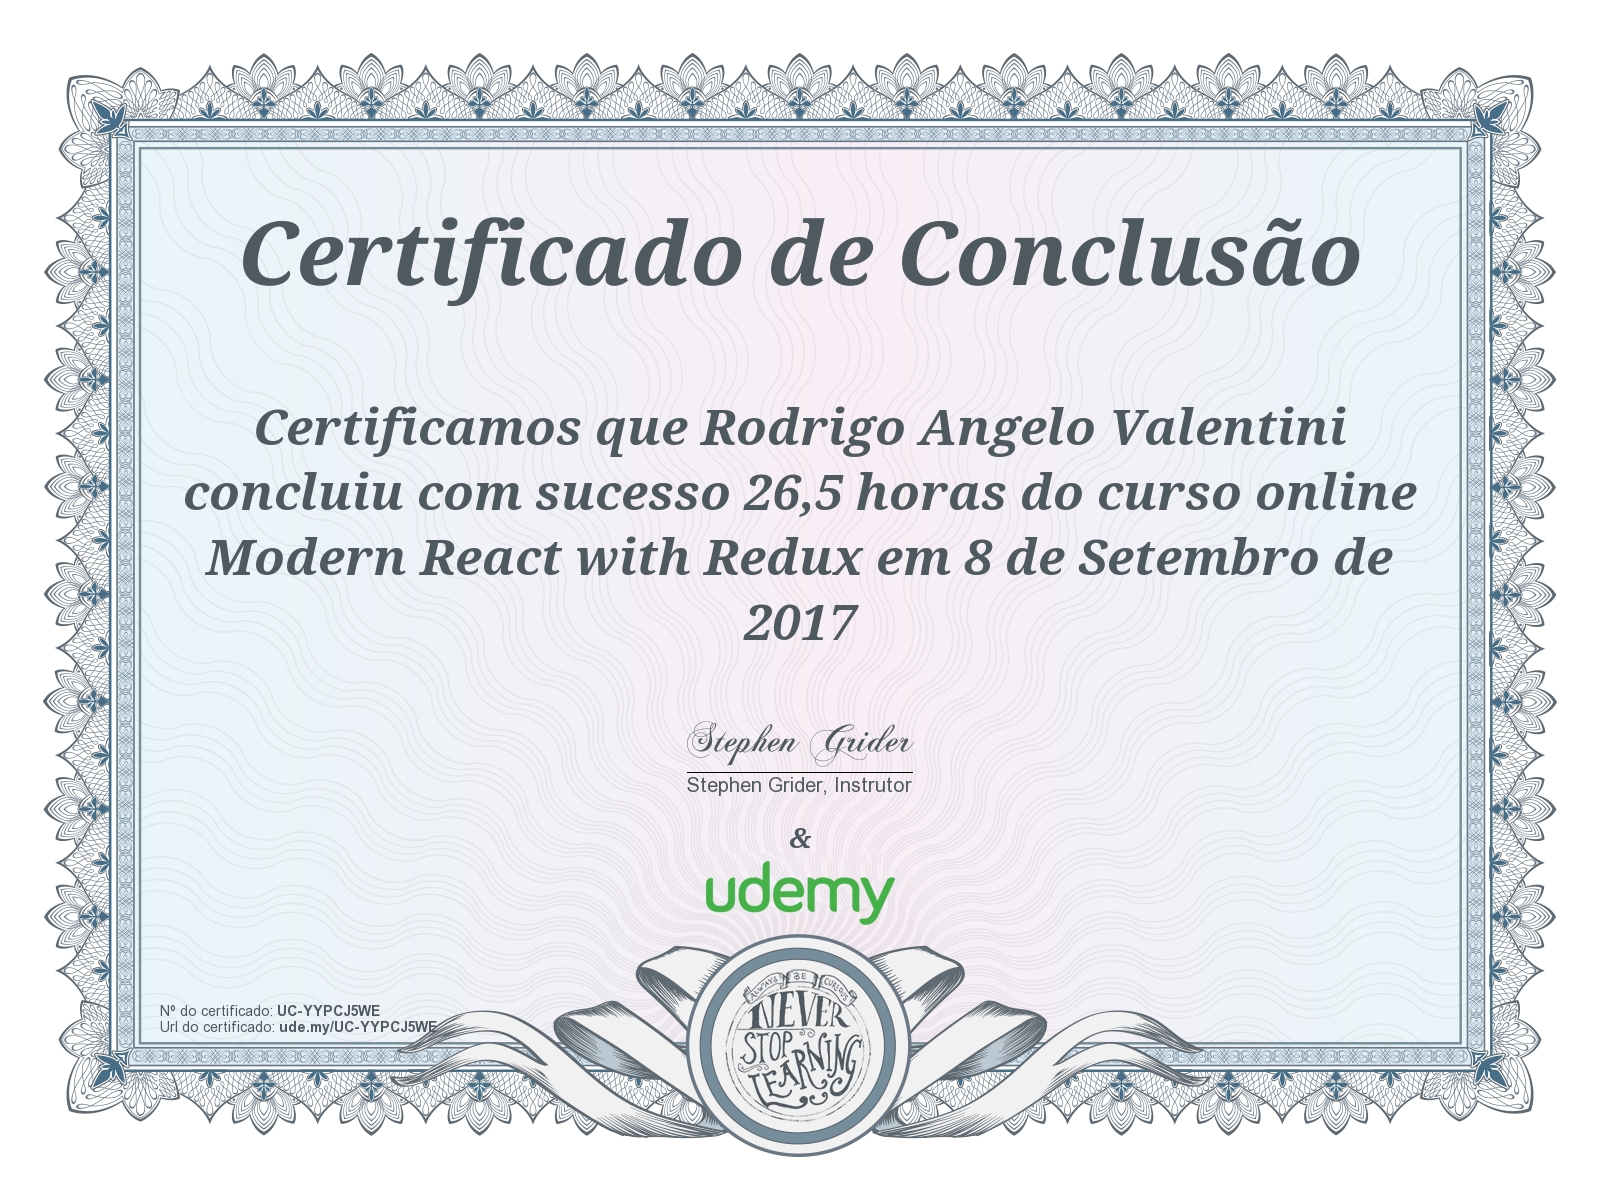 Certificado de Conclusão
Certificamos que Rodrigo Angelo Valentini
concluiu com sucesso 26,5 horas do curso online
Modern React with Redux em 8 de Setembro de
2017
Stephen Grider
Stephen Grider, Instrutor
&
udemy
Nº do certificado: UC-YYPCJ5WE
Url do certificado: ude.my/UC-YYPCJ5WE
ALWAYS BE CURIOUS
NEVER
STOP
LEARNING